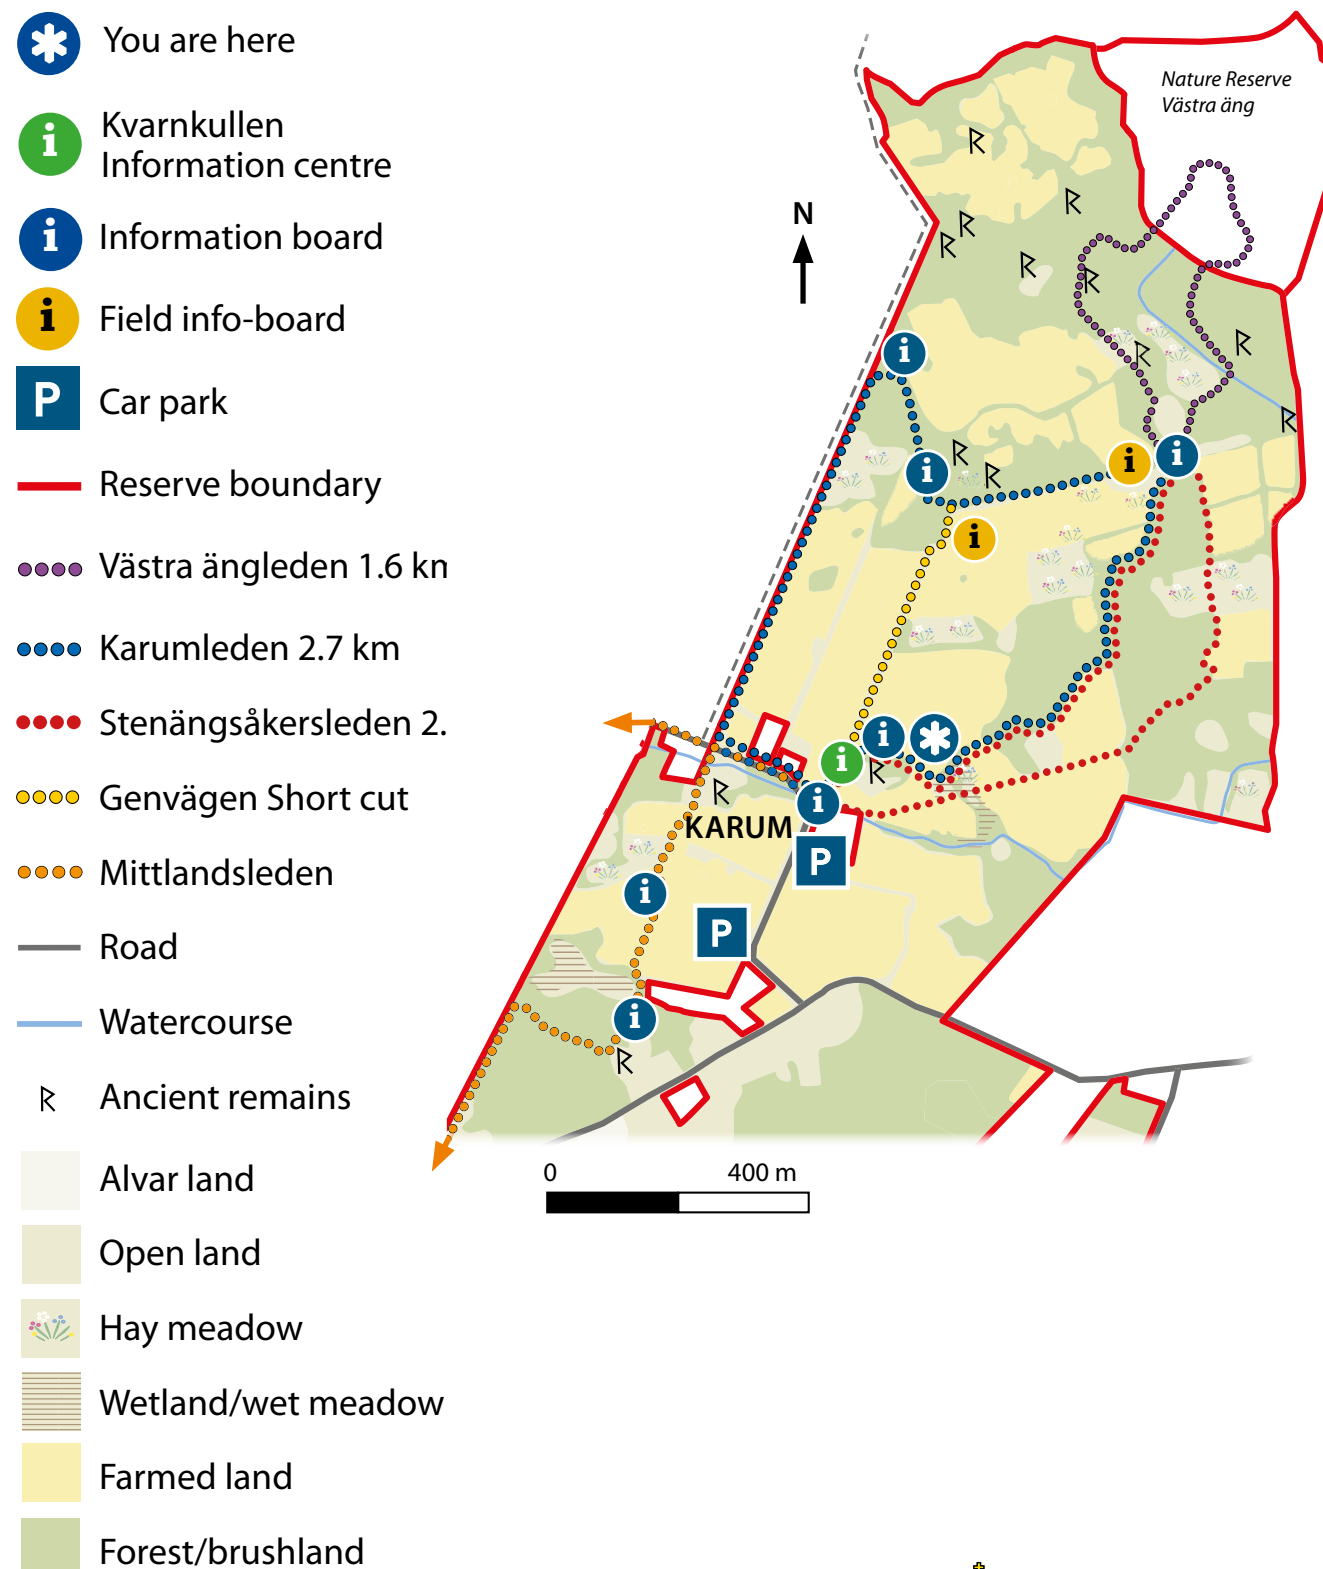 You are here
i
Kvarnkullen
Information centre
i
Information board
i
Field info-board
P
Car park
Reserve boundary
Västra ängleden 1.6 kn
Karumleden 2.7 km
Stenängsåkersleden 2.
Genvägen Short cut
Mittlandsleden
Road
Watercourse
R
Ancient remains
Alvar land
Open land
Hay meadow
Wetland/wet meadow
Farmed land
Forest/brushland
Nature Reserve
Västra äng
N
R
R
R
R
R
R
R
R
R
i
R
R
i
i
i
i
i
i
R
i
R
i
KARUM
P
i
P
i
R
0 400 m